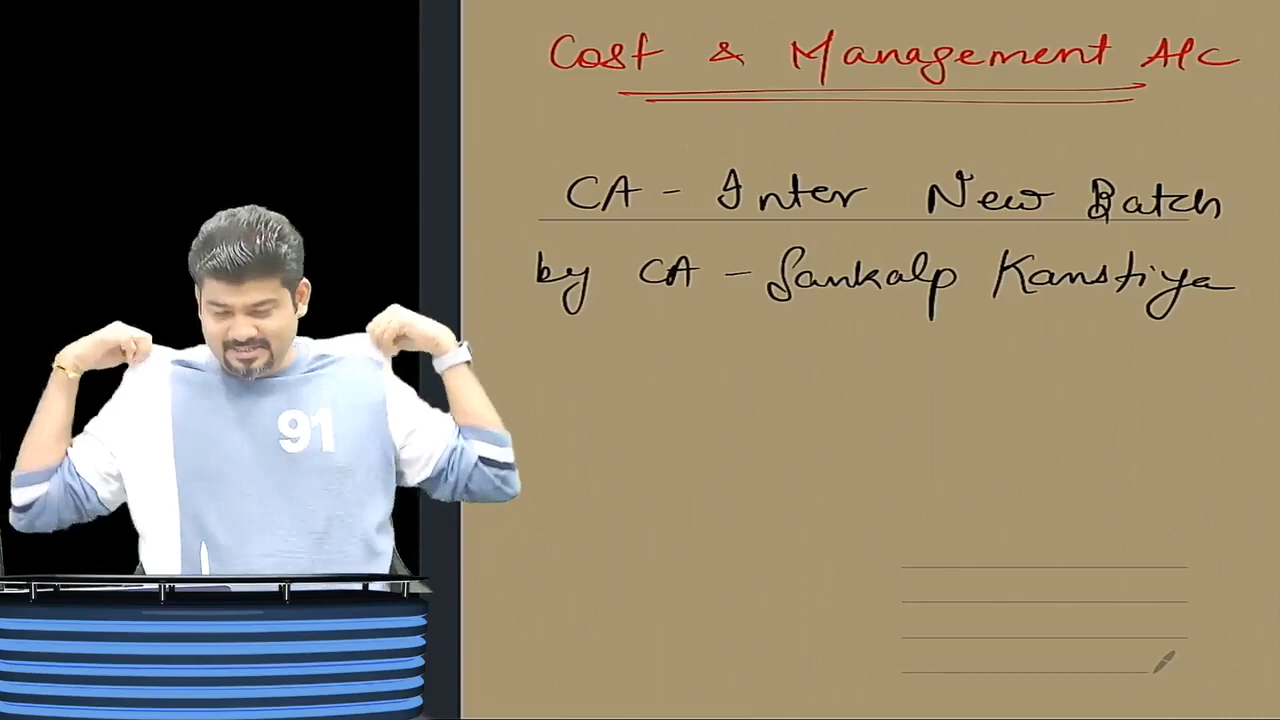 Cost & Management A/c
CA - Inter New Batch
by CA - Sankalp Kanstiya
91